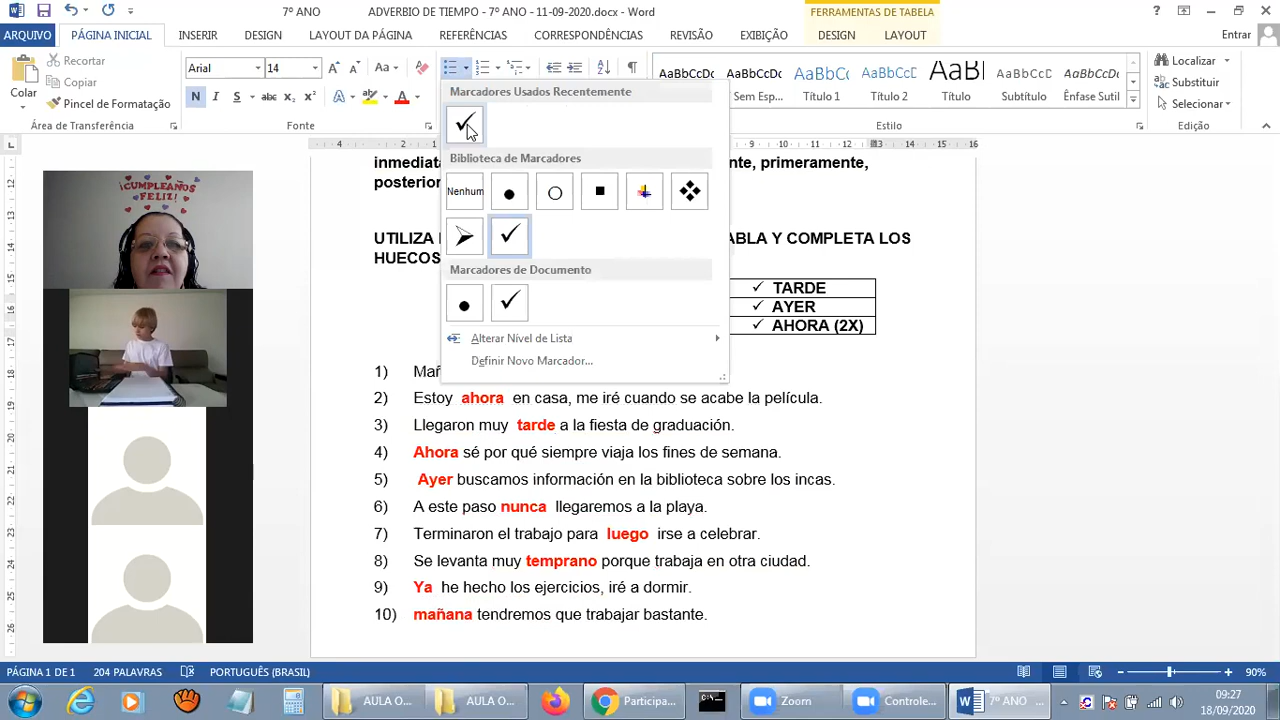 7º ANO ADVERBIO DE TIEMPO - 7º ANO - 11-09-2020.docx - Word
FERRAMENTAS DE TABELA
ARQUIVO PÁGINA INICIAL INSERIR DESIGN LAYOUT DA PÁGINA REFERÊNCIAS CORRESPONDÊNCIAS REVISÃO EXIBIÇÃO DESIGN LAYOUT Entrar
Colar
Recortar
Copiar
Pincel de Formatação
Área de Transferência
Arial 14
N I S
Fonte
AaBbCcDc AaBbCcDc AaBbCc AaBbCcC AaBl AaBbCcC AaBbCcDc
Sem Esp... Título 1 Título 2 Título Subtítulo Ênfase Sutil
Estilo
Localizar
Substituir
Selecionar
Edição
Marcadores Usados Recentemente
Biblioteca de Marcadores
Nenhum
Marcadores de Documento
Alterar Nível de Lista
Definir Novo Marcador...
¡CUMPLEAÑOS
FELIZ!
primeramente,
UTILIZA
ABLA Y COMPLETA LOS
HUECOS
✓ TARDE
✓ AYER
✓ AHORA (2X)
1)
2) Estoy ahora en casa, me iré cuando se acabe la película.
3) Llegaron muy tarde a la fiesta de graduación.
4) Ahora sé por qué siempre viaja los fines de semana.
5) Ayer buscamos información en la biblioteca sobre los incas.
6) A este paso nunca llegaremos a la playa.
7) Terminaron el trabajo para luego irse a celebrar.
8) Se levanta muy temprano porque trabaja en otra ciudad.
9) Ya he hecho los ejercicios, iré a dormir.
10) mañana tendremos que trabajar bastante.
PÁGINA 1 DE 1 204 PALAVRAS PORTUGUÊS (BRASIL) 90%
AULA O... AULA O... Participa... Zoom Controle... 7º ANO
09:27
18/09/2020